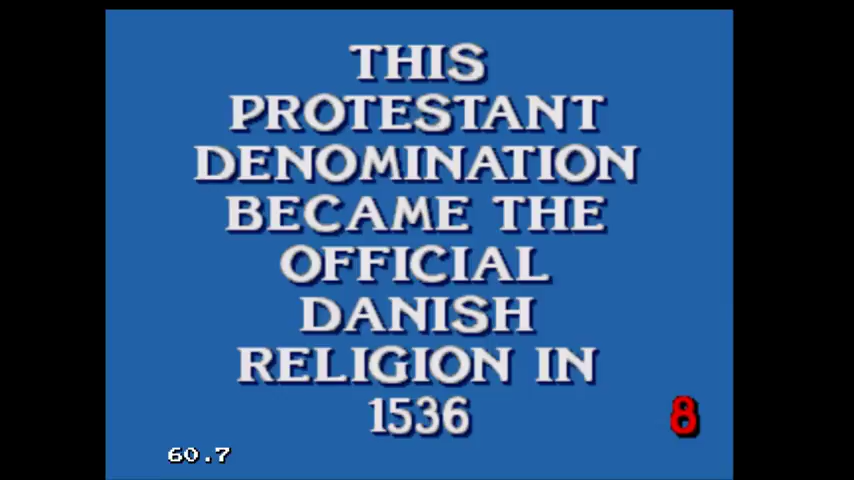 THIS
PROTESTANT
DENOMINATION
BECAME THE
OFFICIAL
DANISH
RELIGION IN
1536
8
60.7